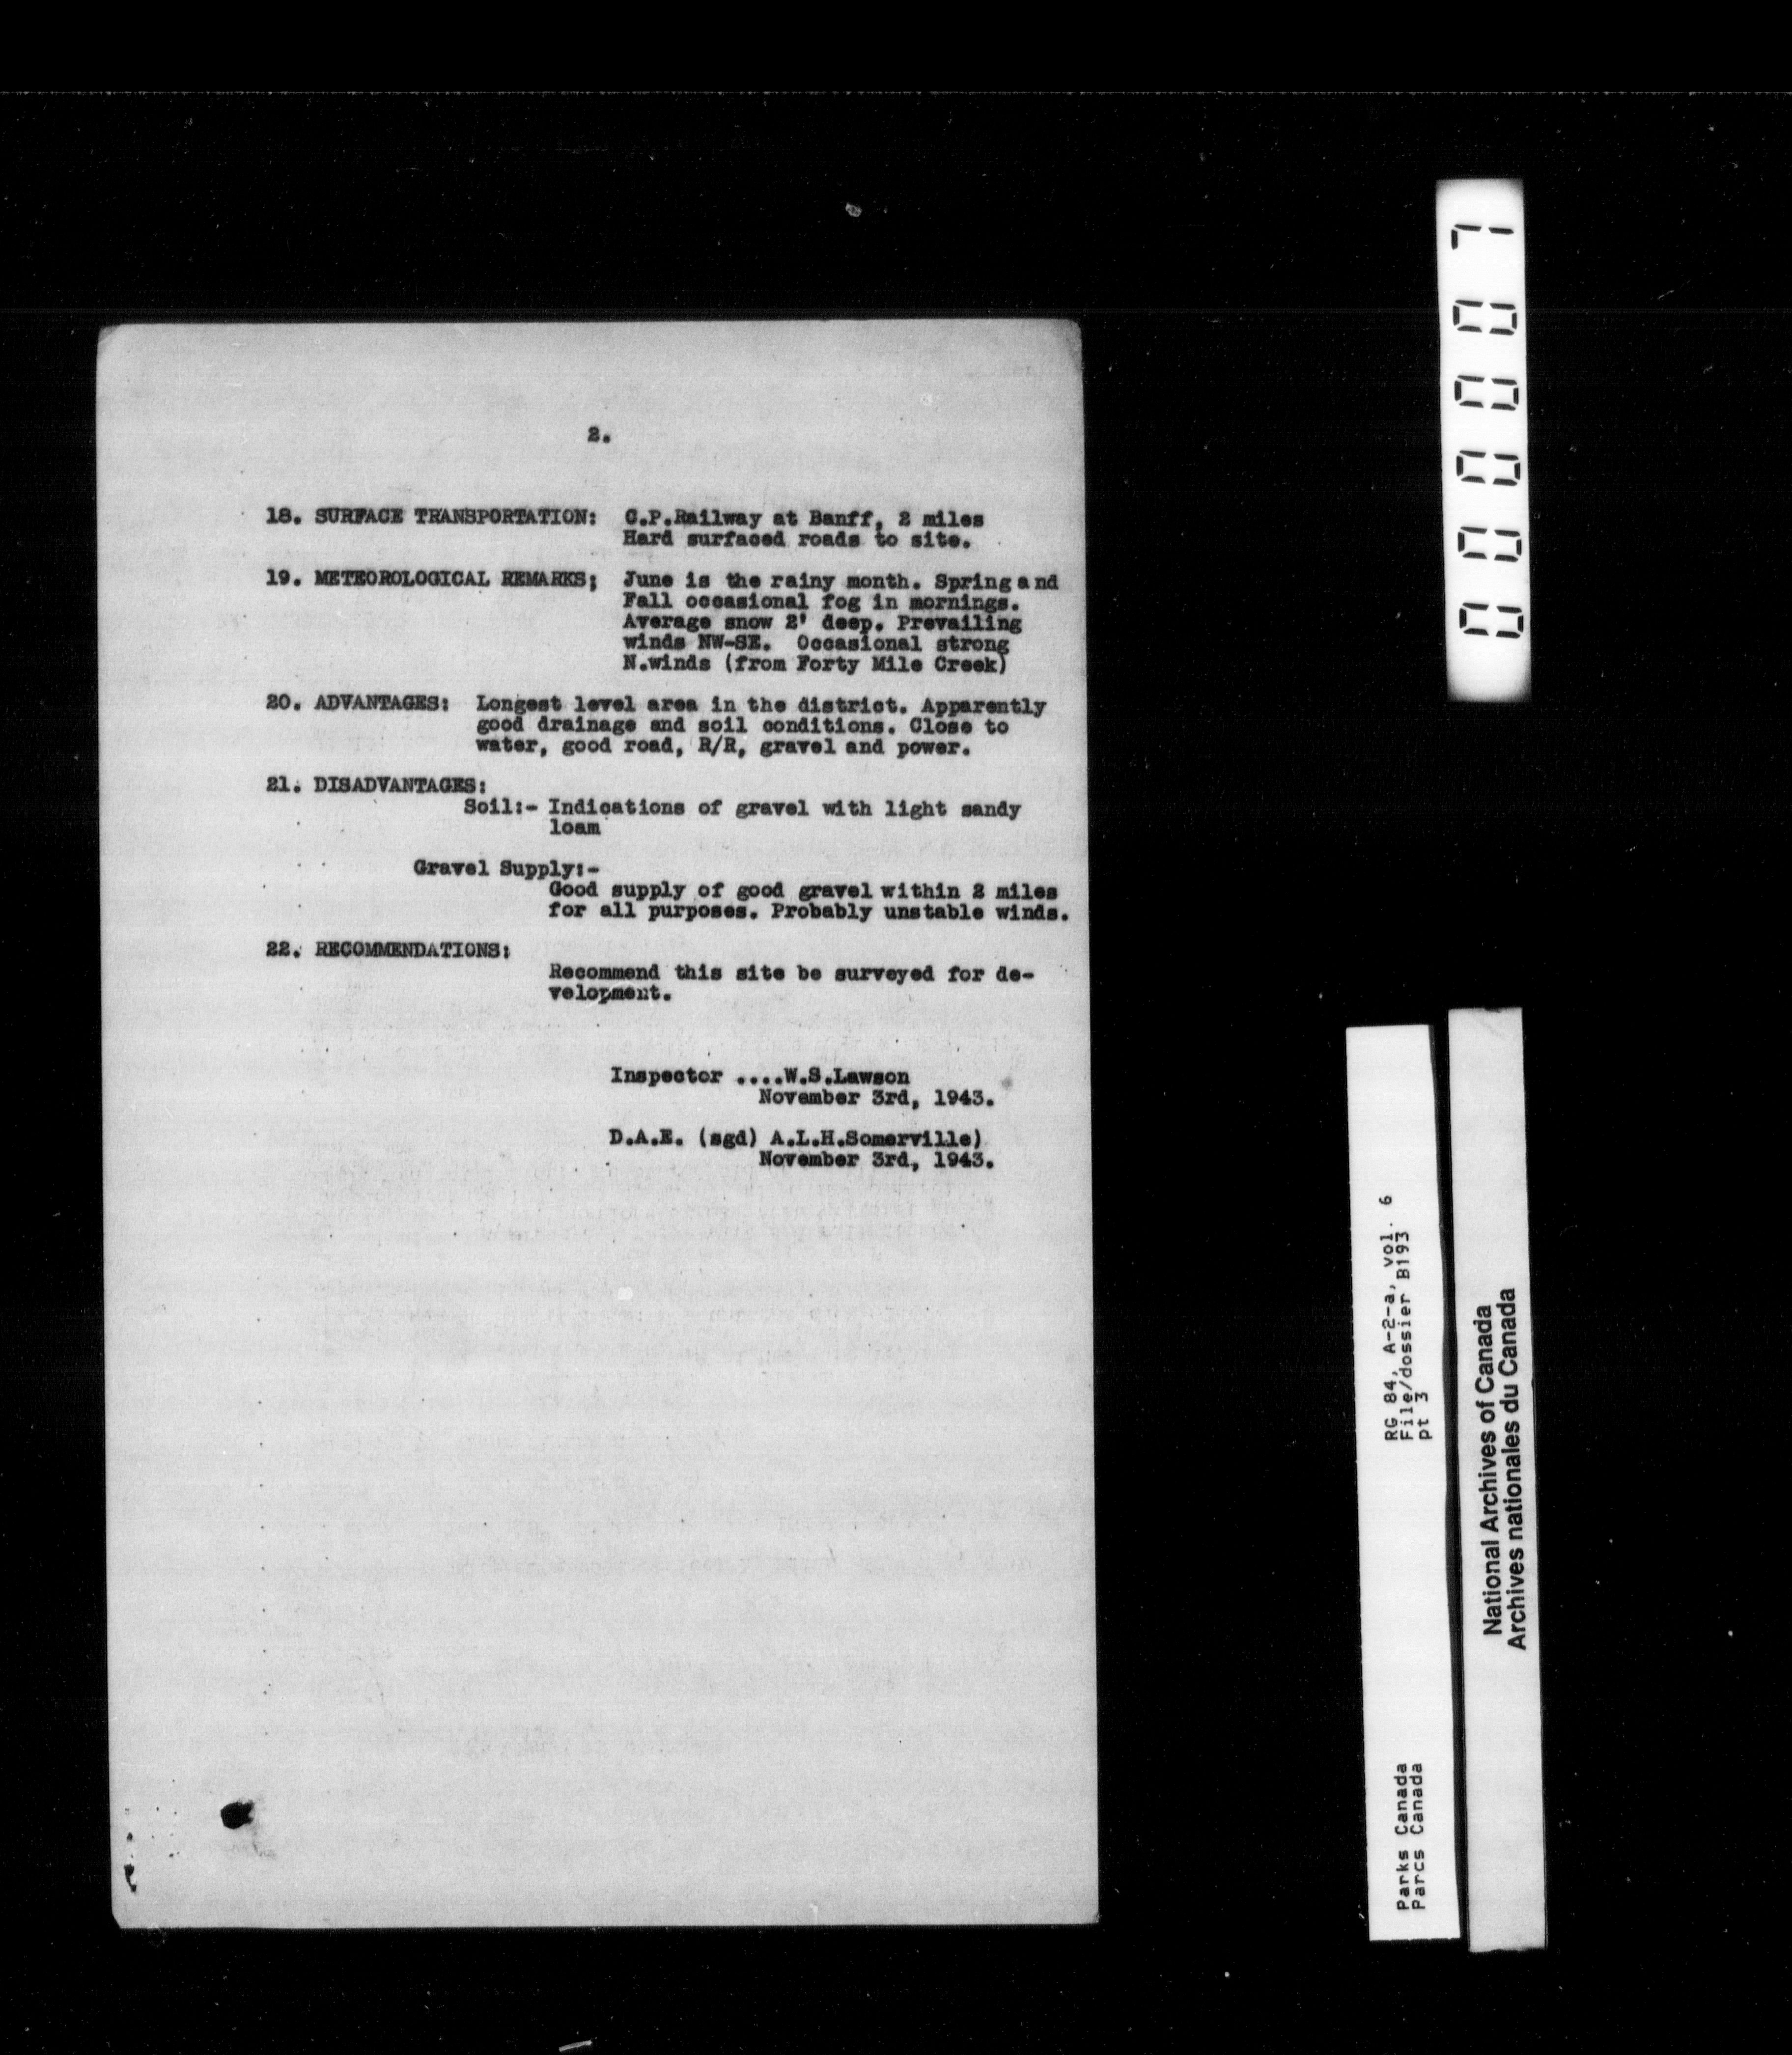 2.
18. SURFACE TRANSPORTATION: C.P.Railway at Banff, 2 miles
Hard surfaced roads to site.
19. METEOROLOGICAL REMARKS; June is the rainy month. Spring and
Fall occasional fog in mornings.
Average snow 2' deep. Prevailing
winds NW-SE. Occasional strong
N.winds (from Forty Mile Creek)
20. ADVANTAGES: Longest level area in the district. Apparently
good drainage and soil conditions. Close to
water, good road, R/R, gravel and power.
21. DISADVANTAGES:
Soil:- Indications of gravel with light sandy
loam
Gravel Supply:-
Good supply of good gravel within 2 miles
for all purposes. Probably unstable winds.
22. RECOMMENDATIONS:
Recommend this site be surveyed for de-
velopment.
Inspector ....W.S.Lawson
November 3rd, 1943.
D.A.E. (sgd) A.L.H.Somerville)
November 3rd, 1943.
000007
Parks Canada RG 84, A-2-a, vol. 6
Parcs Canada File/dossier B193
pt 3
National Archives of Canada
Archives nationales du Canada